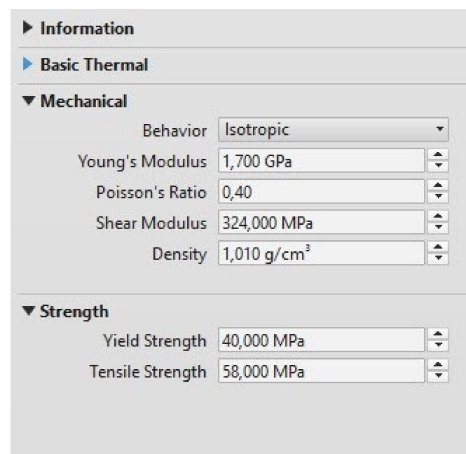 Information
Basic Thermal
Mechanical
Behavior Isotropic
Young's Modulus 1,700 GPa
Poisson's Ratio 0,40
Shear Modulus 324,000 MPa
Density 1,010 g/cm³
Strength
Yield Strength 40,000 MPa
Tensile Strength 58,000 MPa